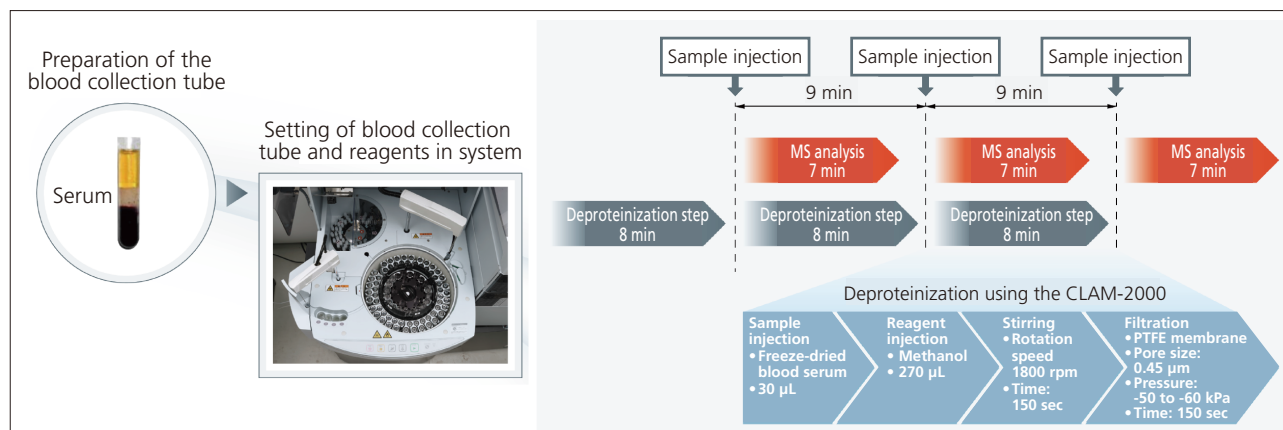 Preparation of the
blood collection tube
Serum
Setting of blood collection
tube and reagents in system
Sample injection
Sample injection
Sample injection
9 min
9 min
MS analysis
7 min
MS analysis
7 min
MS analysis
7 min
Deproteinization step
8 min
Deproteinization step
8 min
Deproteinization step
8 min
Deproteinization using the CLAM-2000
Sample
injection
• Freeze-dried
blood serum
• 30 µL
Reagent
injection
• Methanol
• 270 µL
Stirring
• Rotation
speed
1800 rpm
• Time:
150 sec
Filtration
• PTFE membrane
• Pore size:
0.45 µm
• Pressure:
-50 to -60 kPa
• Time: 150 sec